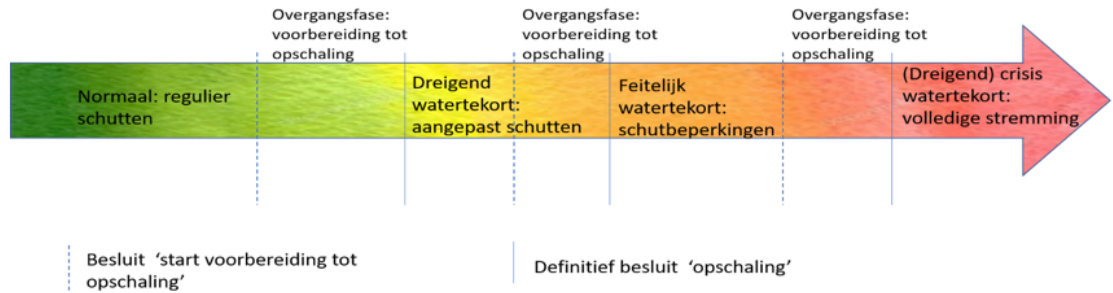 Overgangsfase:
voorbereiding tot
opschaling
Overgangsfase:
voorbereiding tot
opschaling
Overgangsfase:
voorbereiding tot
opschaling
Normaal: regulier
schutten
Dreigend
watertekort:
aangepast schutten
Feitelijk
watertekort:
schutbeperkingen
(Dreigend) crisis
watertekort:
volledige stremming
Besluit ‘start voorbereiding tot
opschaling’
Definitief besluit ‘opschaling’